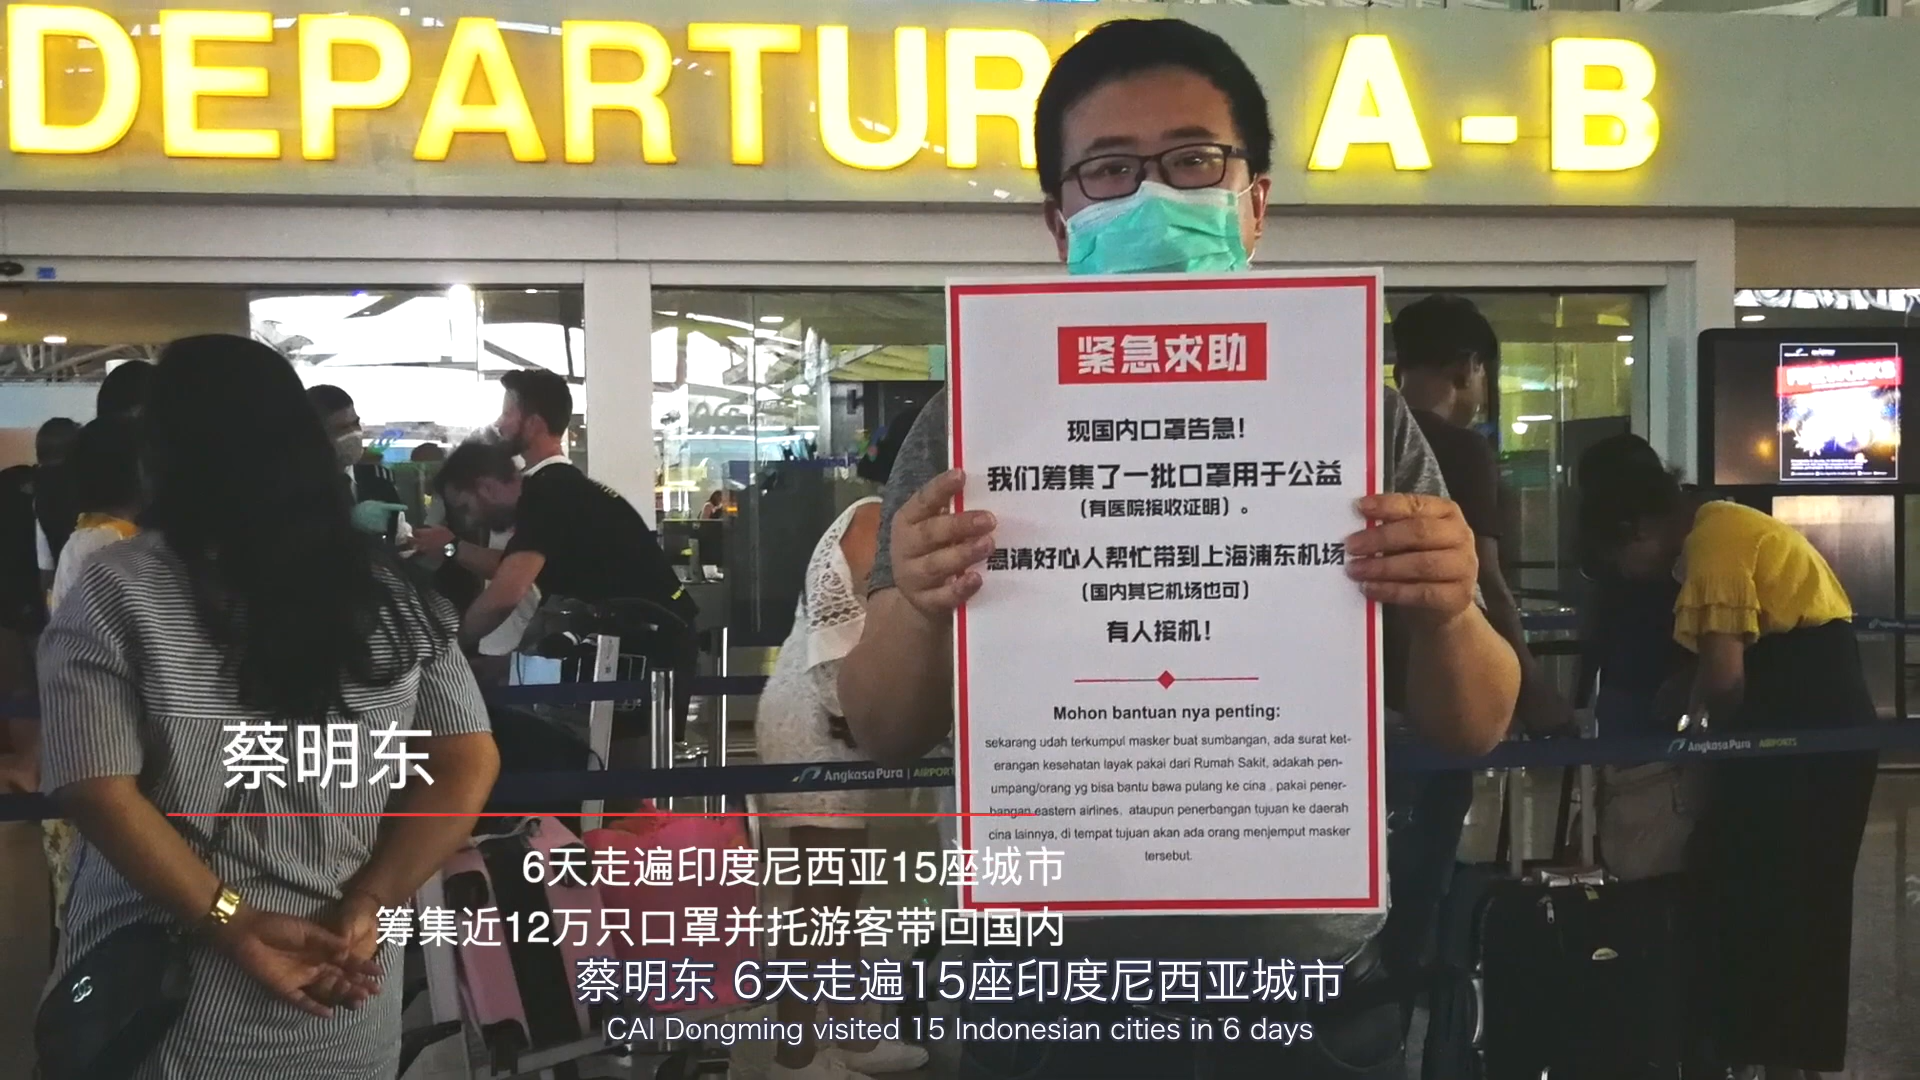 DEPARTUR A-B
紧急求助
现国内口罩告急！
我们筹集了一批口罩用于公益
（有医院接收证明）。
急请好心人帮忙带到上海浦东机场
（国内其它机场也可）
有人接机！
Mohon bantuan nya penting:
sekarang udah terkumpul masker buat sumbangan, ada surat ket-
erangan kesehatan layak pakai dari Rumah Sakit, adakah pen-
umpang/orang yg bisa bantu bawa pulang ke cina . pakai pener-
bangan eastern airlines, ataupun penerbangan tujuan ke daerah
cina lainnya, di tempat tujuan akan ada orang menjemput masker
tersebut.
AngkasaPura | AIRPORT
AngkasaPura | AIRPORTS
蔡明东
6天走遍印度尼西亚15座城市
筹集近12万只口罩并托游客带回国内
蔡明东 6天走遍15座印度尼西亚城市
CAI Dongming visited 15 Indonesian cities in 6 days